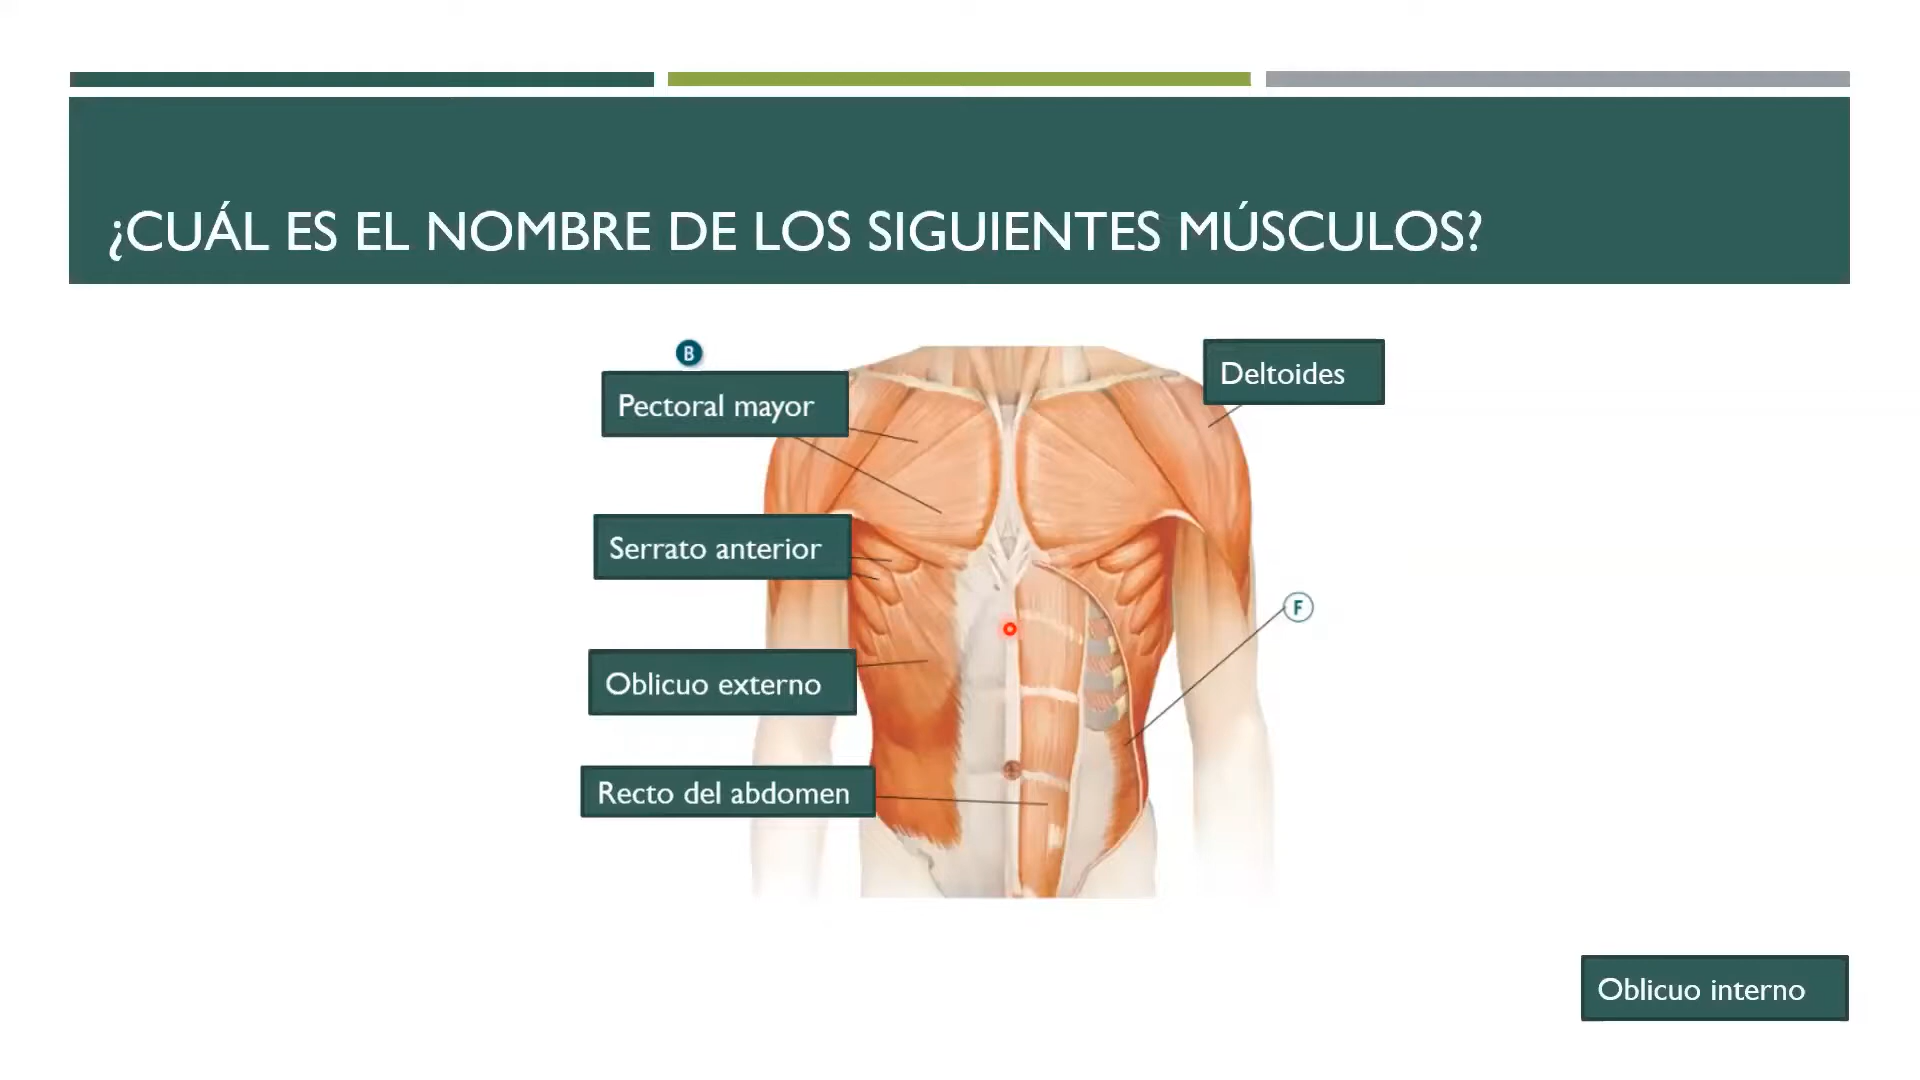 ¿CUÁL ES EL NOMBRE DE LOS SIGUIENTES MÚSCULOS?
B
Pectoral mayor
Deltoides
Serrato anterior
F
Oblicuo externo
Recto del abdomen
Oblicuo interno